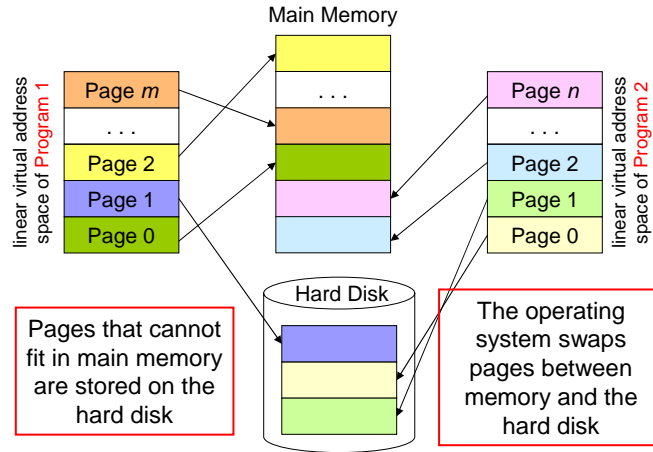 Main Memory
linear virtual address
space of Program 1
Page m
. . .
Page 2
Page 1
Page 0
. . .
Page n
. . .
Page 2
Page 1
Page 0
linear virtual address
space of Program 2
Hard Disk
Pages that cannot
fit in main memory
are stored on the
hard disk
The operating
system swaps
pages between
memory and the
hard disk